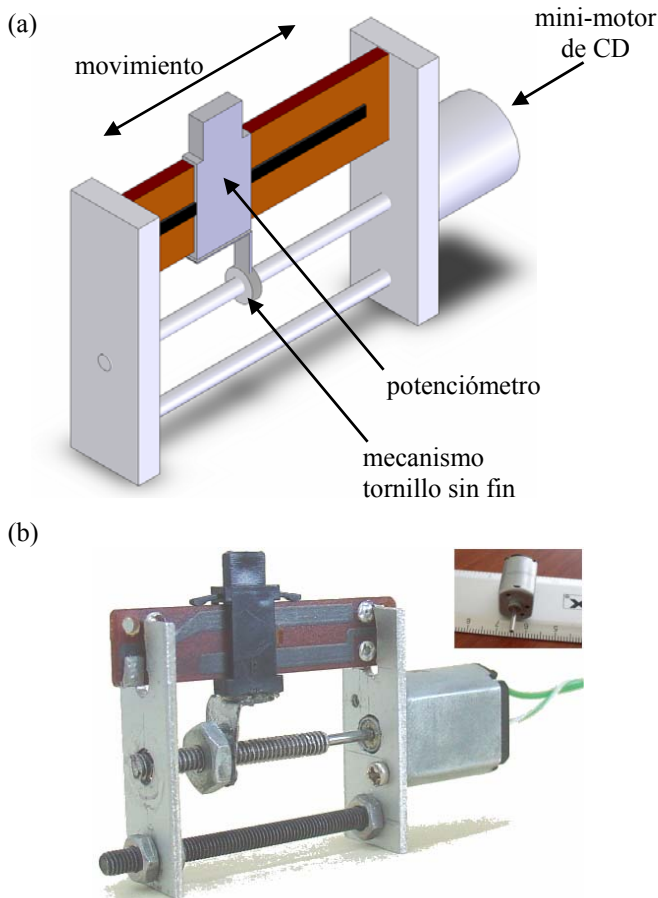 (a)
mini-motor
de CD
movimiento
potenciómetro
mecanismo
tornillo sin fin
(b)